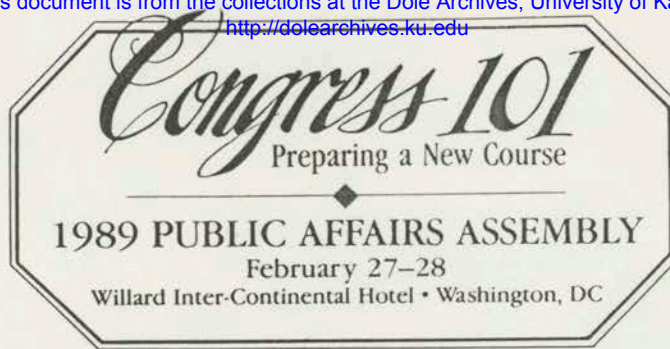 s document is from the collections at the Dole Archives, University of Ka
http://dolearchives.ku.edu
Congress 101
Preparing a New Course
1989 PUBLIC AFFAIRS ASSEMBLY
February 27–28
Willard Inter-Continental Hotel • Washington, DC